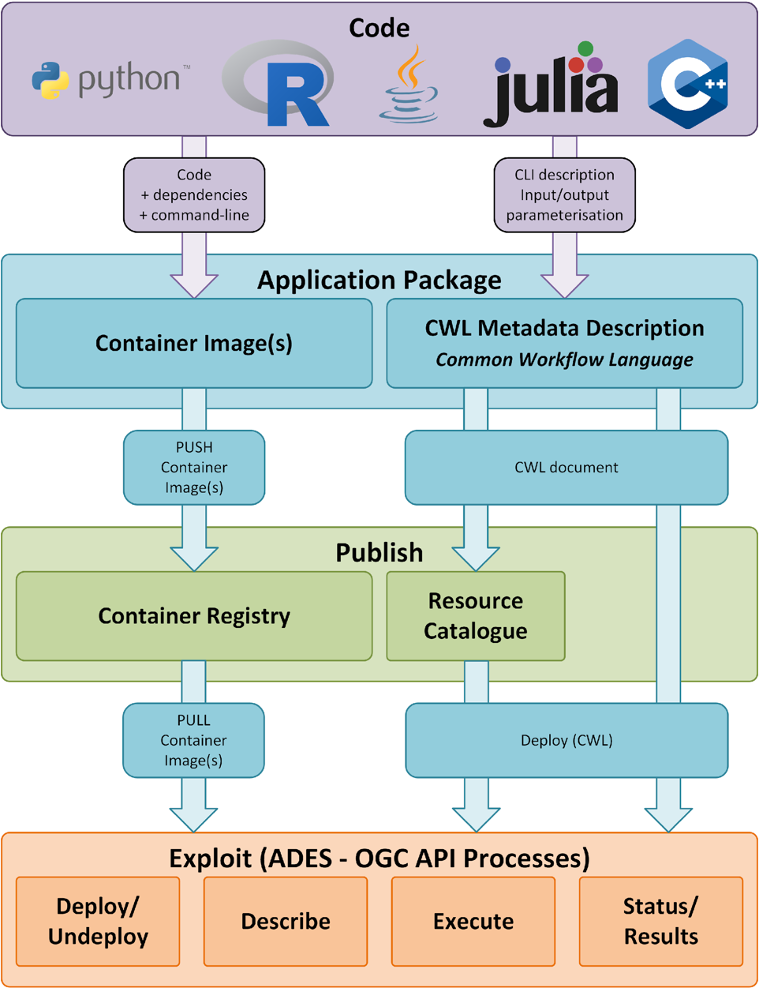 Code
python™
R
Java
julia
C++
Code
+ dependencies
+ command-line
CLI description
Input/output
parameterisation
Application Package
Container Image(s)
CWL Metadata Description
Common Workflow Language
PUSH
Container
Image(s)
CWL document
Publish
Container Registry
Resource
Catalogue
PULL
Container
Image(s)
Deploy (CWL)
Exploit (ADES - OGC API Processes)
Deploy/
Undeploy
Describe
Execute
Status/
Results